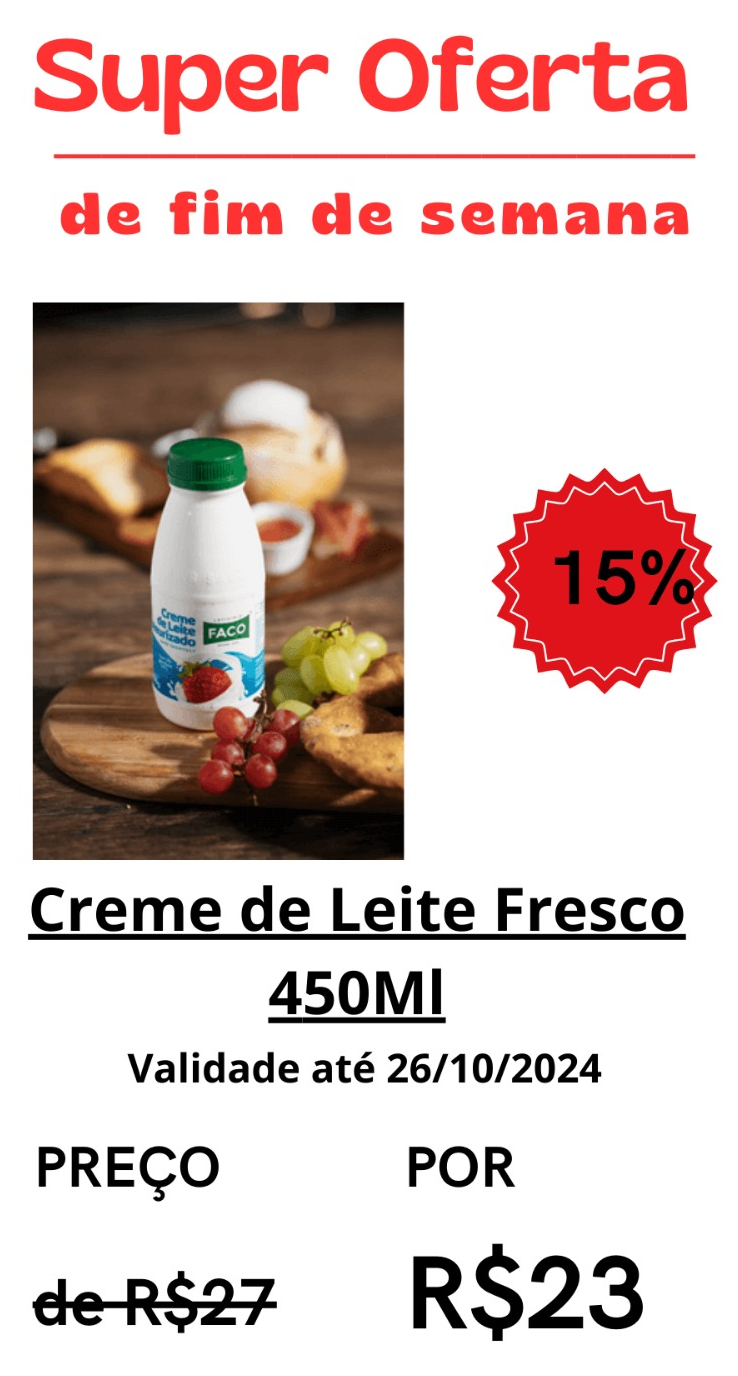 Super Oferta
de fim de semana
15%
Creme
de Leite
FACO
Creme de Leite Fresco
450Ml
Validade até 26/10/2024
PREÇO
POR
de R$27
R$23